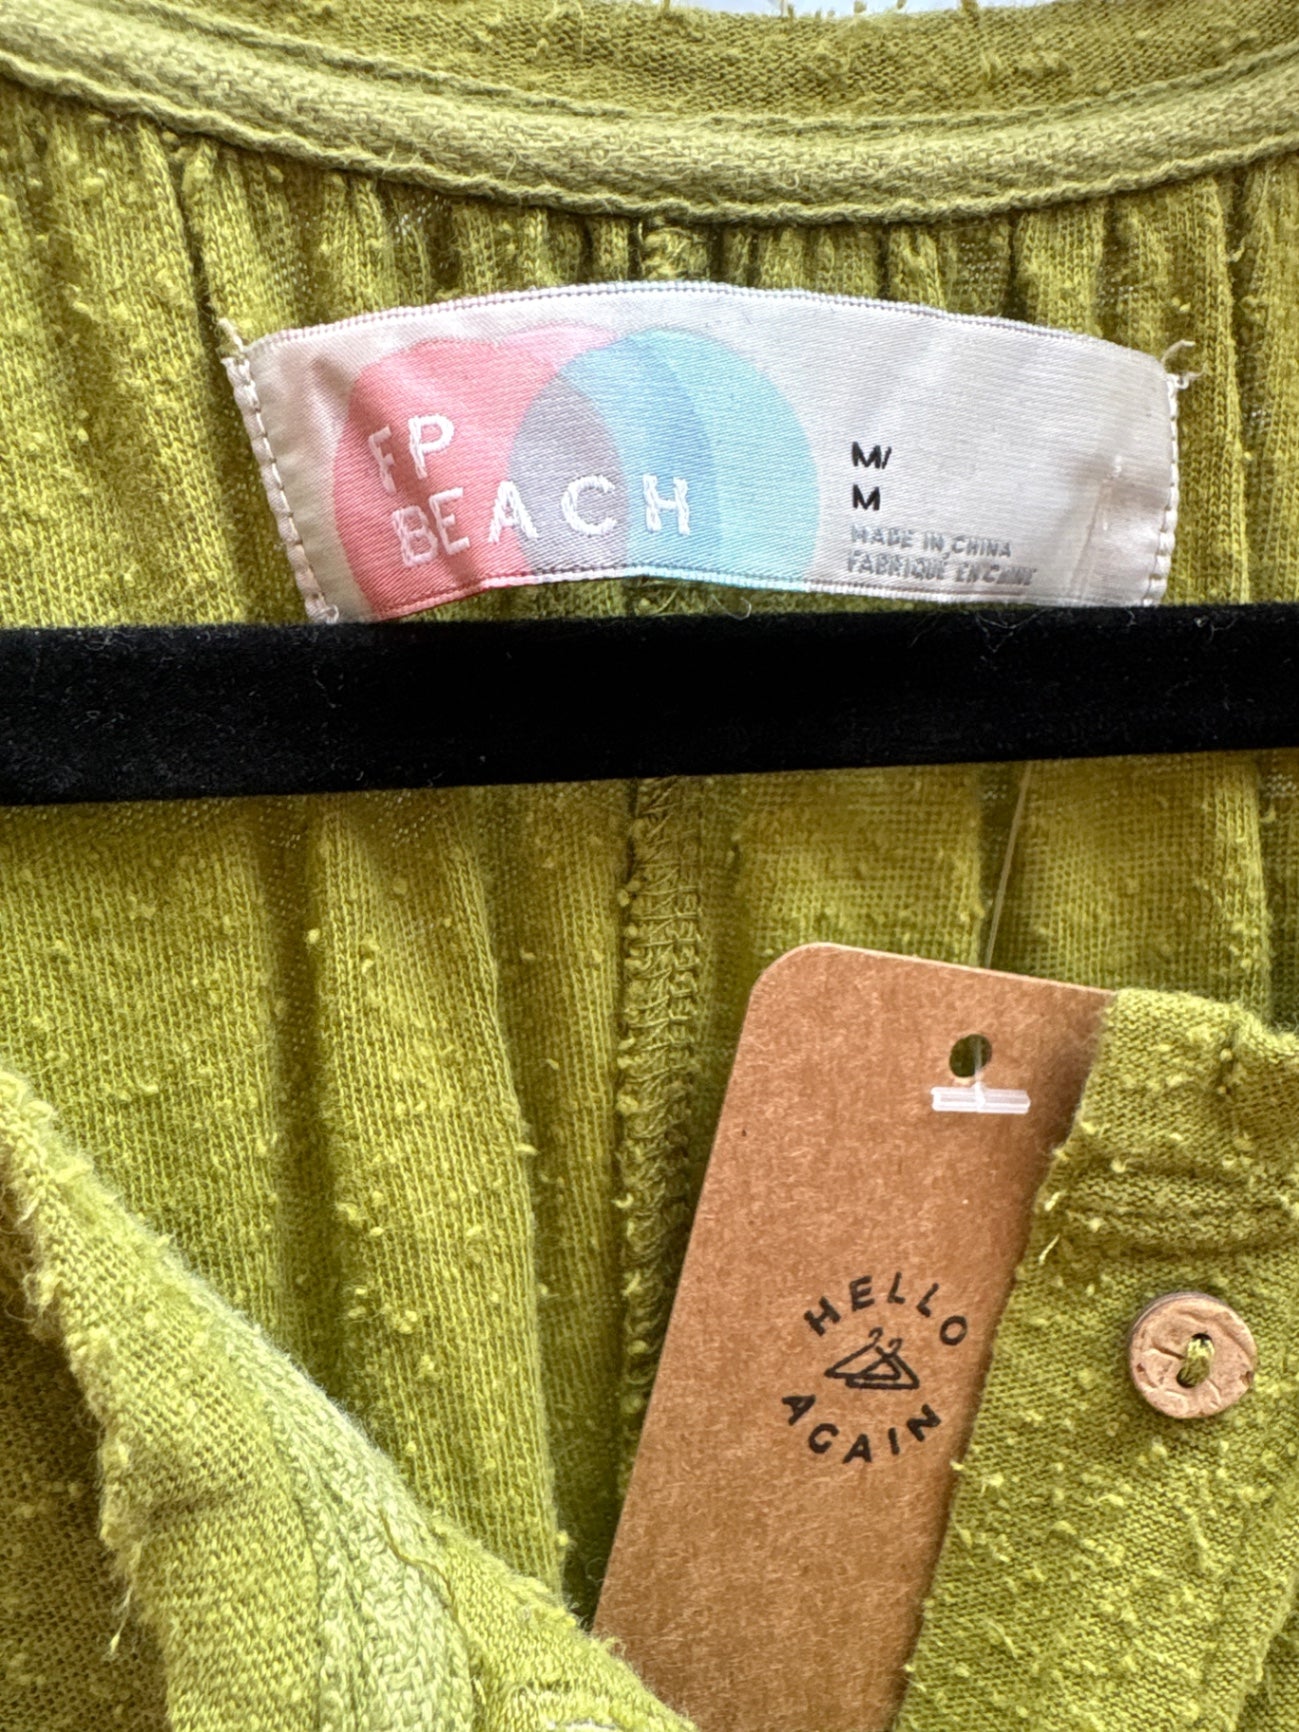 FP
BEACH
M/
M
MADE IN CHINA
FABRIQUÉ EN CHINE
HELLO
AGAIN